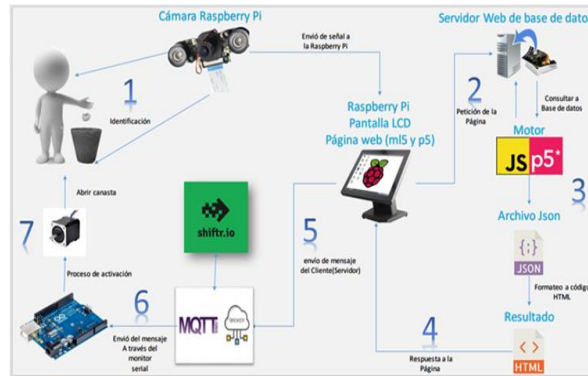 Cámara Raspberry Pi
Servidor Web de base de dato
Envió de señal a
la Raspberry Pi
1
Identificación
2
Petición de la
Página
Consultar a
Base de datos
Raspberry Pi
Pantalla LCD
Página web (ml5 y p5)
Motor
JS p5*
3
Abrir canasta
7
shiftr.io
5
envío de mensaje
del Cliente(Servidor)
Archivo Json
{;}
JSON
Formateo a código
HTML
Proceso de activación
6
Envió del mensaje
A través del
monitor
serial
MQTT
BROKER
4
Respuesta a la
Página
Resultado
< >
HTML